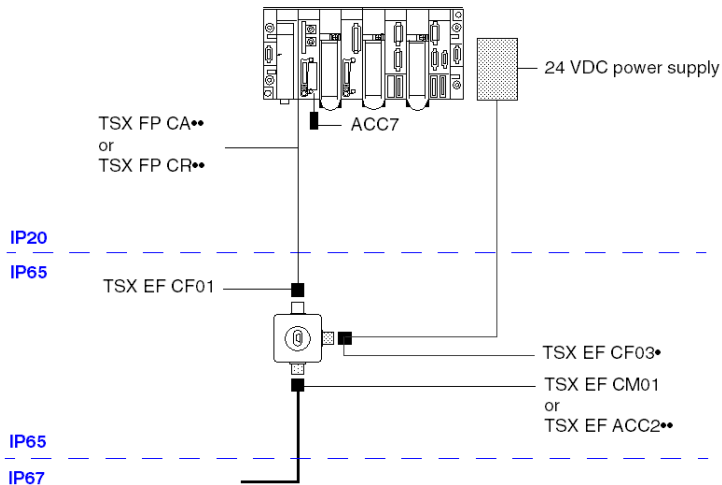 24 VDC power supply
ACC7
TSX FP CA••
or
TSX FP CR••
IP20
IP65
TSX EF CF01
TSX EF CF03•
TSX EF CM01
or
TSX EF ACC2••
IP65
IP67